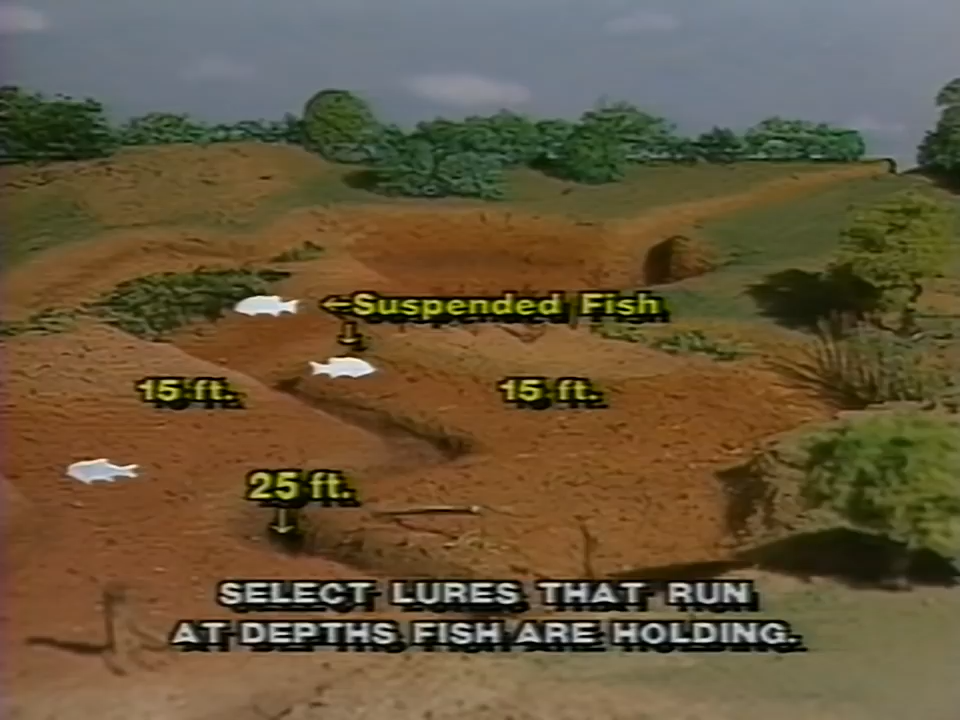 ←Suspended Fish
↓
15 ft.
15 ft.
25 ft.
↓
SELECT LURES THAT RUN
AT DEPTHS FISH ARE HOLDING.